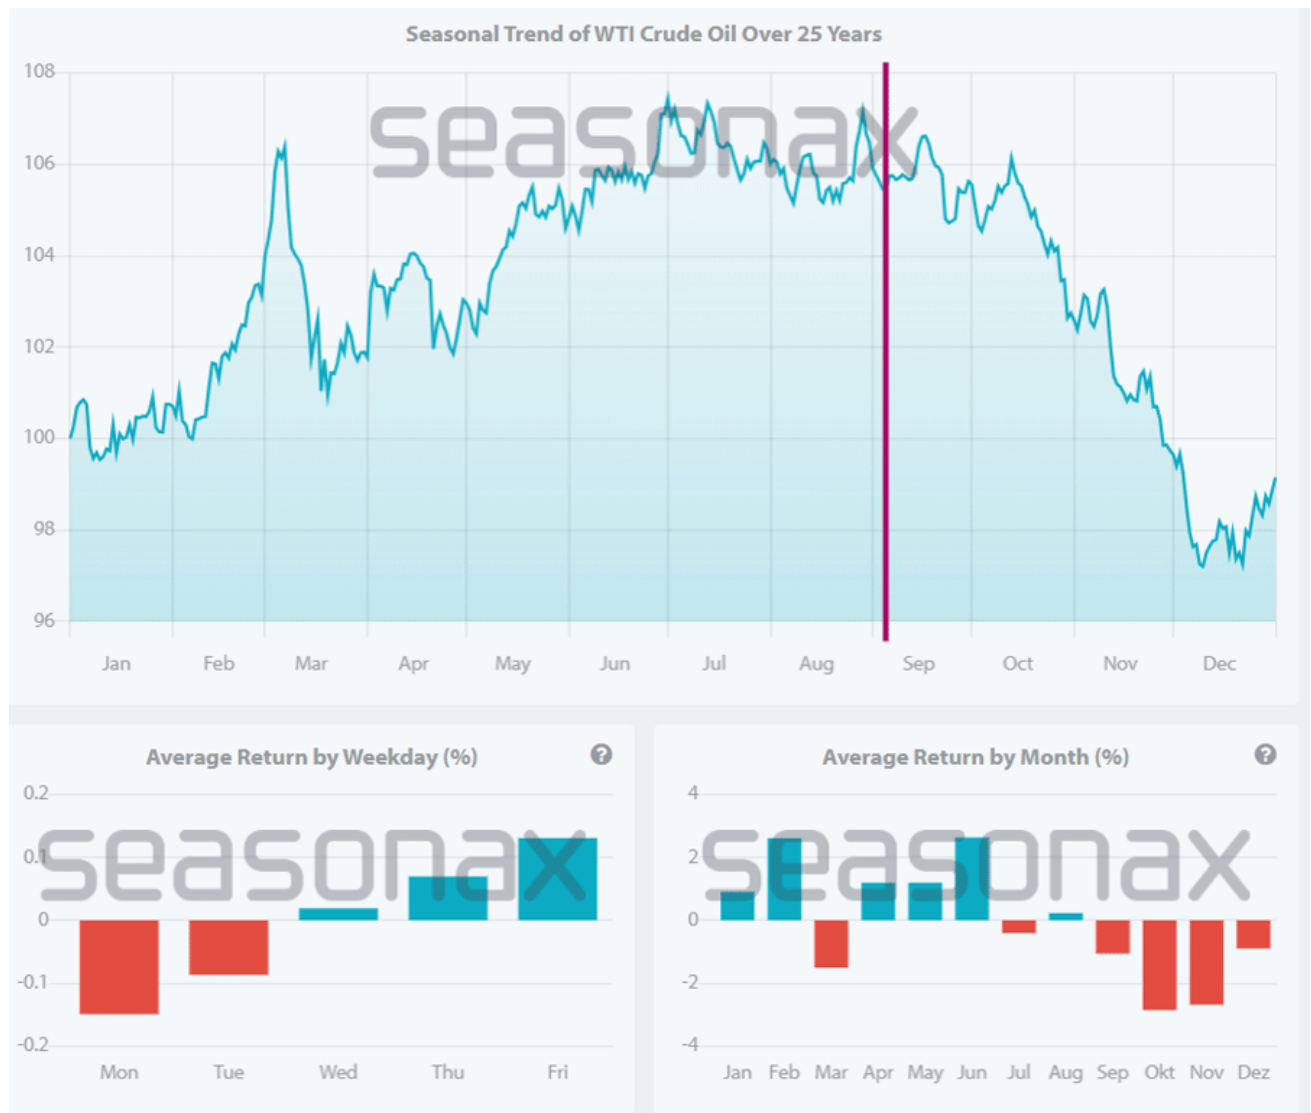 Seasonal Trend of WTI Crude Oil Over 25 Years
108
106
104
102
100
98
96
seasonax
Jan Feb Mar Apr May Jun Jul Aug Sep Oct Nov Dec
Average Return by Weekday (%) ?
0.2
0.1
0
-0.1
-0.2
seasonax
Mon Tue Wed Thu Fri
Average Return by Month (%) ?
4
2
0
-2
-4
seasonax
Jan Feb Mar Apr May Jun Jul Aug Sep Okt Nov Dez